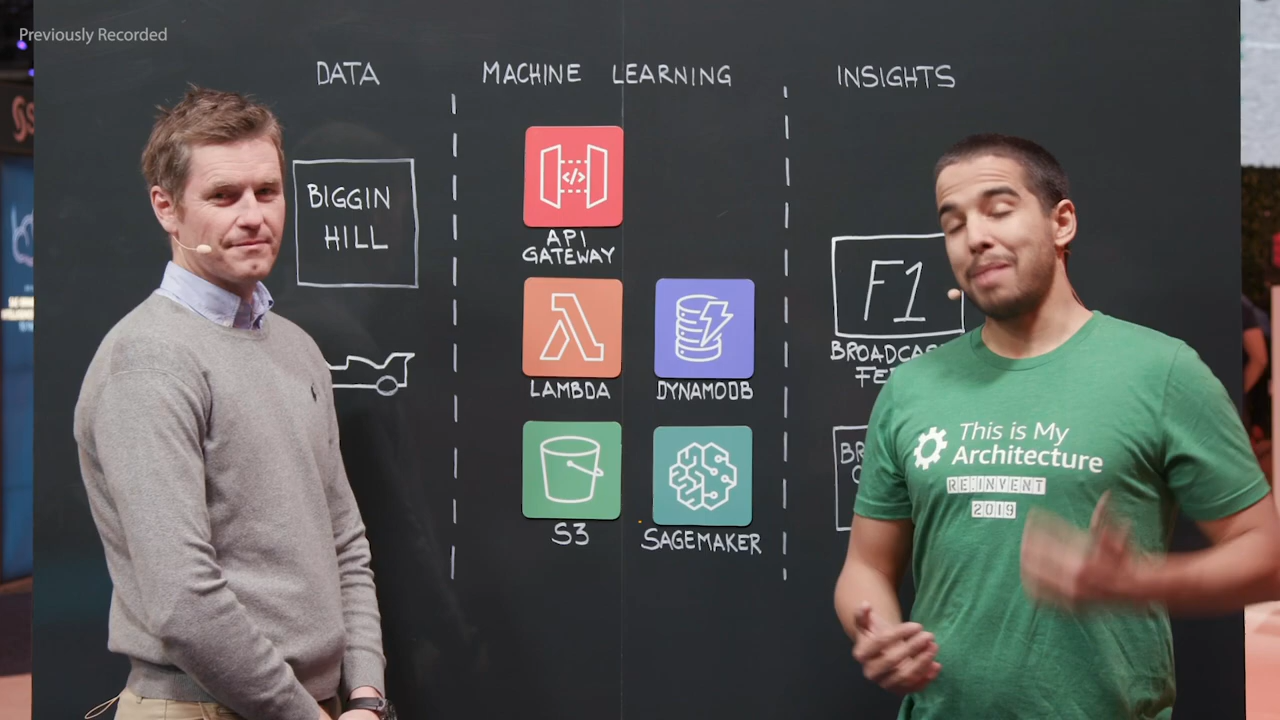 Previously Recorded
DATA
MACHINE LEARNING
INSIGHTS
BIGGIN
HILL
API
GATEWAY
LAMBDA
DYNAMODB
S3
SAGEMAKER
F1
This is My
Architecture
RE:INVENT
2019